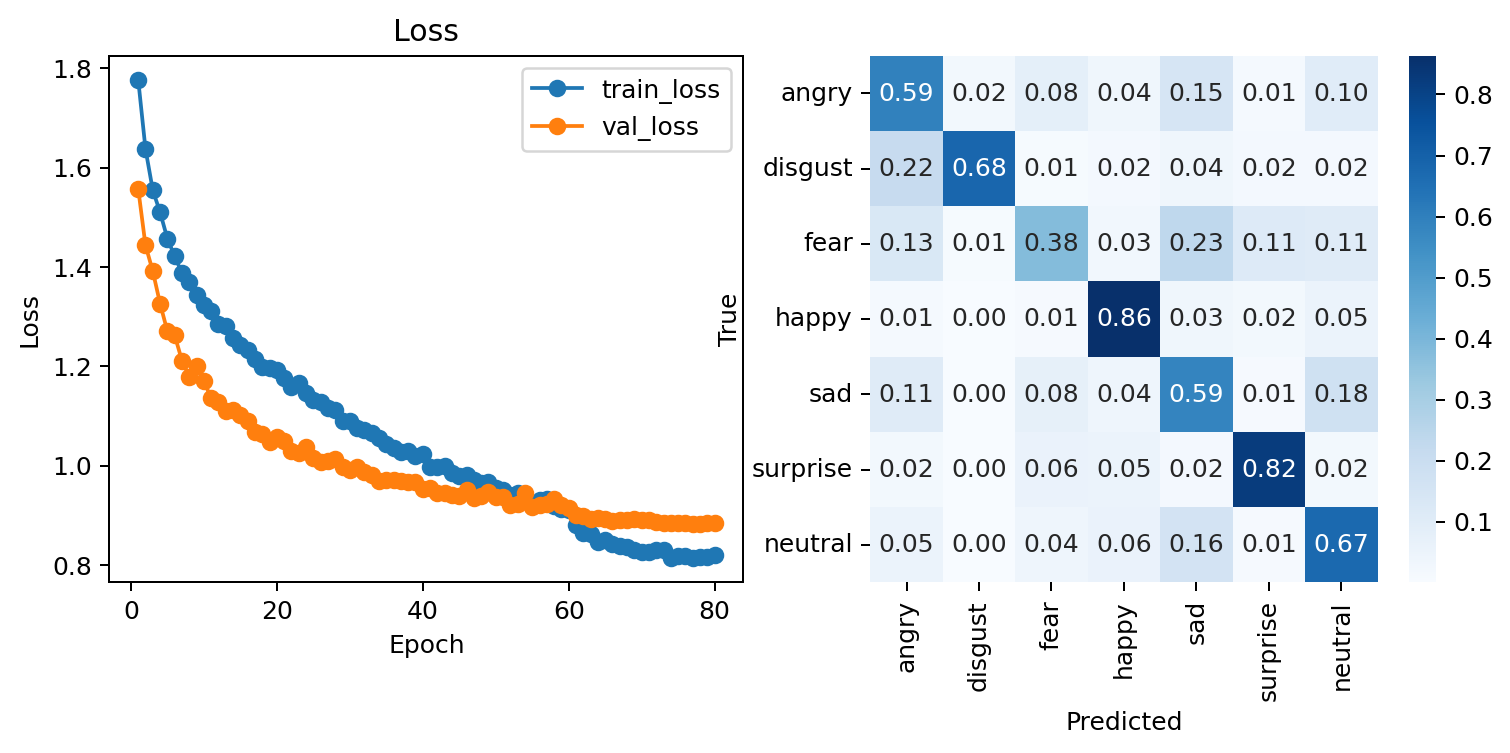 Loss
train_loss
val_loss
Loss
1.8
1.6
1.4
1.2
1.0
0.8
0 20 40 60 80
Epoch
True
angry 0.59 0.02 0.08 0.04 0.15 0.01 0.10
disgust 0.22 0.68 0.01 0.02 0.04 0.02 0.02
fear 0.13 0.01 0.38 0.03 0.23 0.11 0.11
happy 0.01 0.00 0.01 0.86 0.03 0.02 0.05
sad 0.11 0.00 0.08 0.04 0.59 0.01 0.18
surprise 0.02 0.00 0.06 0.05 0.02 0.82 0.02
neutral 0.05 0.00 0.04 0.06 0.16 0.01 0.67
angry disgust fear happy sad surprise neutral
Predicted
0.8
0.7
0.6
0.5
0.4
0.3
0.2
0.1